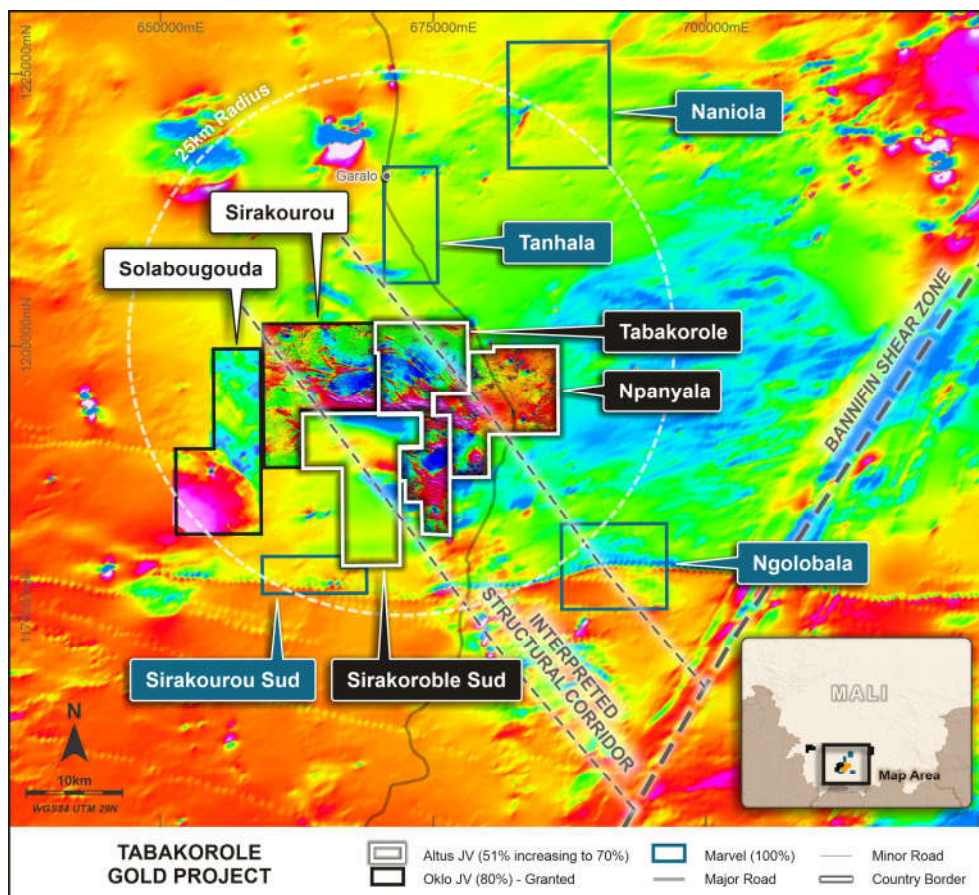 650000mE
675000mE
700000mE
1225000mN
25km Radius
Naniola
Garalo
Sirakourou
Tanhala
Solabougouda
1200000mN
Tabakorole
Npanyala
BANNIFIN SHEAR ZONE
Ngolobala
INTERPRETED
STRUCTURAL CORRIDOR
Sirakourou Sud
Sirakoroble Sud
MALI
Map Area
N
10km
WGS84 UTM 29N
TABAKOROLE
GOLD PROJECT
Altus JV (51% increasing to 70%)
Oklo JV (80%) - Granted
Marvel (100%)
Major Road
Minor Road
Country Border